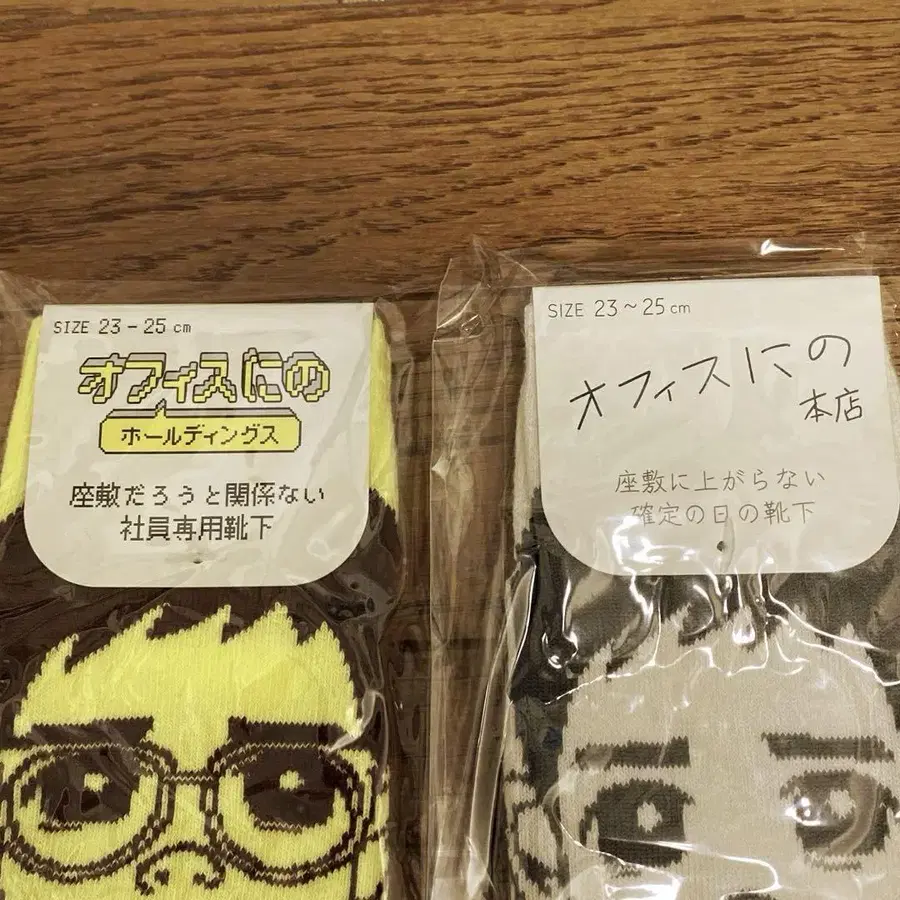 SIZE 23-25 cm
オフィスにの
ホールディングス
座敷だろうと関係ない
社員専用靴下
SIZE 23~25cm
オフィスにの
本店
座敷に上がらない
確定の日の靴下